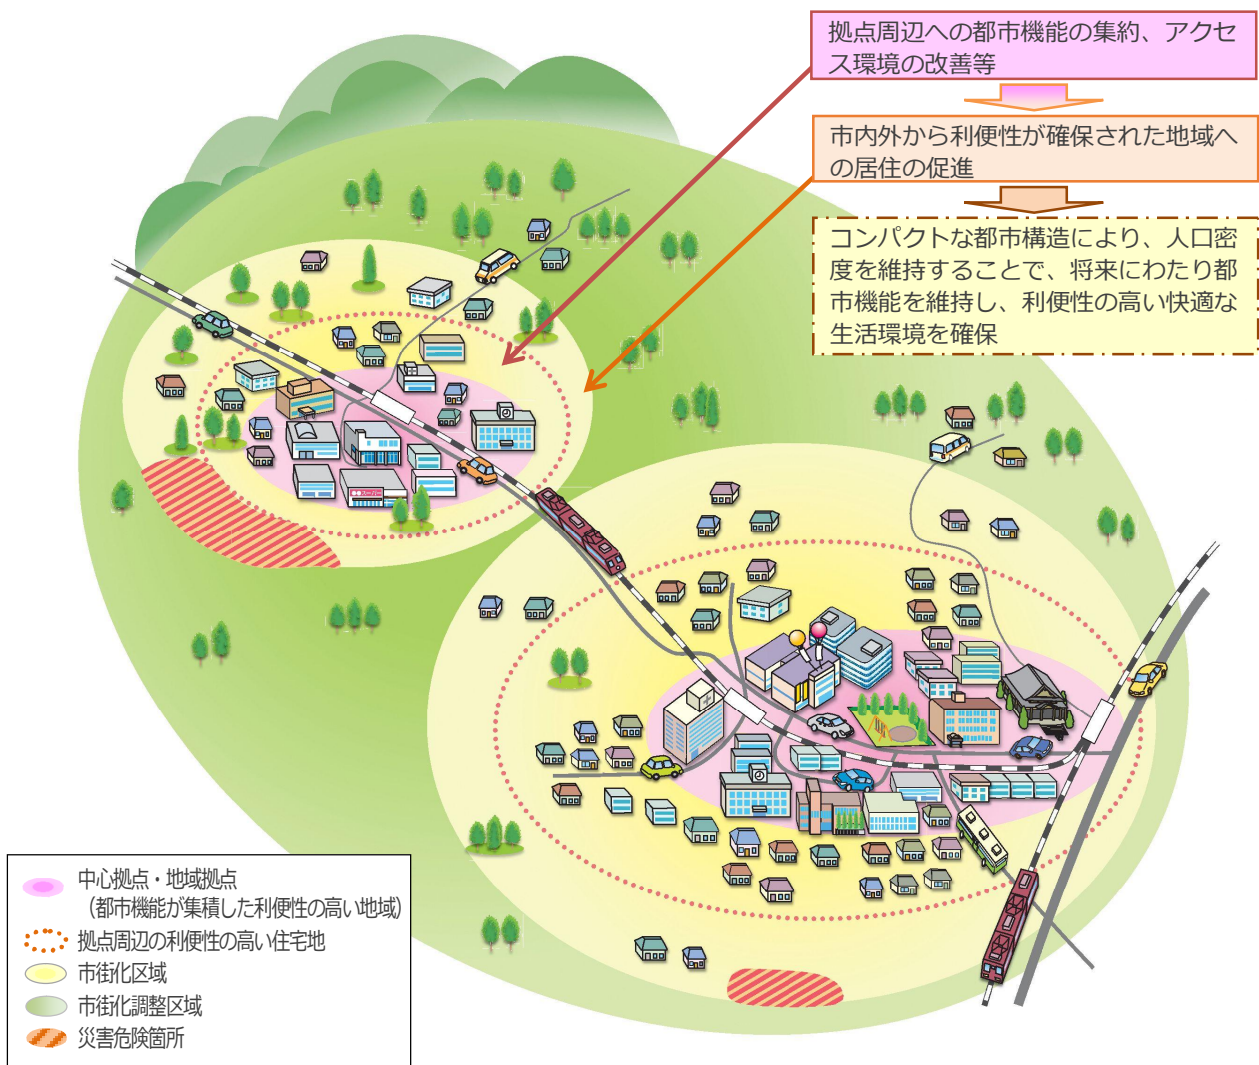 拠点周辺への都市機能の集約、アクセ
ス環境の改善等
市内外から利便性が確保された地域へ
の居住の促進
コンパクトな都市構造により、人口密
度を維持することで、将来にわたり都
市機能を維持し、利便性の高い快適な
生活環境を確保
スーパー
中心拠点・地域拠点
(都市機能が集積した利便性の高い地域)
拠点周辺の利便性の高い住宅地
市街化区域
市街化調整区域
災害危険箇所